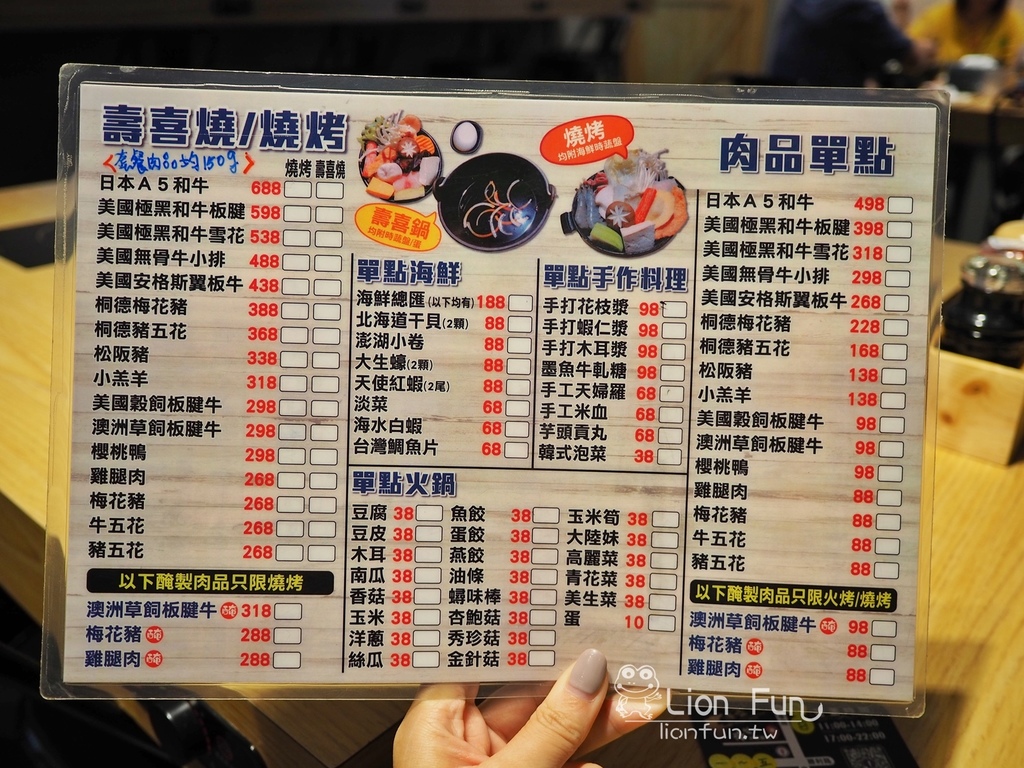 壽喜燒/燒烤
<套餐肉品均150g>
燒烤 壽喜燒
日本A5和牛 688
美國極黑和牛板腱 598
美國極黑和牛雪花 538
美國無骨牛小排 488
美國安格斯翼板牛 438
桐德梅花豬 388
桐德豬五花 368
松阪豬 338
小羔羊 318
美國穀飼板腱牛 298
澳洲草飼板腱牛 298
櫻桃鴨 298
雞腿肉 268
梅花豬 268
牛五花 268
豬五花 268
以下醃製肉品只限燒烤
澳洲草飼板腱牛 醃 318
梅花豬 醃 288
雞腿肉 醃 288
壽喜鍋
均附時蔬盤/蛋
燒烤
均附海鮮時蔬盤
單點海鮮
海鮮總匯(以下均有) 188
北海道干貝(2顆) 88
澎湖小卷 88
大生蠔(2顆) 88
天使紅蝦(2尾) 88
淡菜 68
海水白蝦 68
台灣鯛魚片 68
單點手作料理
手打花枝漿 98
手打蝦仁漿 98
手打木耳漿 98
墨魚牛軋糖 98
手工天婦羅 68
手工米血 68
芋頭貢丸 68
韓式泡菜 38
單點火鍋
豆腐 38 魚餃 38 玉米筍 38
豆皮 38 蛋餃 38 大陸妹 38
木耳 38 燕餃 38 高麗菜 38
南瓜 38 油條 38 青花菜 38
香菇 38 蟳味棒 38 美生菜 38
玉米 38 杏鮑菇 38 蛋 10
洋蔥 38 秀珍菇 38
絲瓜 38 金針菇 38
肉品單點
日本A5和牛 498
美國極黑和牛板腱 398
美國極黑和牛雪花 318
美國無骨牛小排 298
美國安格斯翼板牛 268
桐德梅花豬 228
桐德豬五花 168
松阪豬 138
小羔羊 138
美國穀飼板腱牛 98
澳洲草飼板腱牛 98
櫻桃鴨 98
雞腿肉 88
梅花豬 88
牛五花 88
豬五花 88
以下醃製肉品只限火烤/燒烤
澳洲草飼板腱牛 醃 98
梅花豬 醃 88
雞腿肉 醃 88
Lion Fun
lionfun.tw
11:00-14:00
17:00-22:00